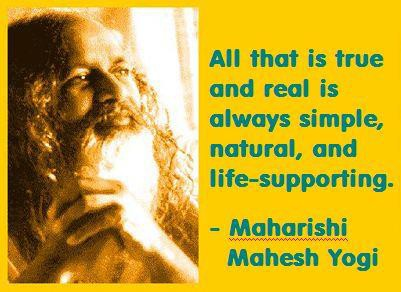 All that is true
and real is
always simple,
natural, and
life-supporting.
- Maharishi
Mahesh Yogi